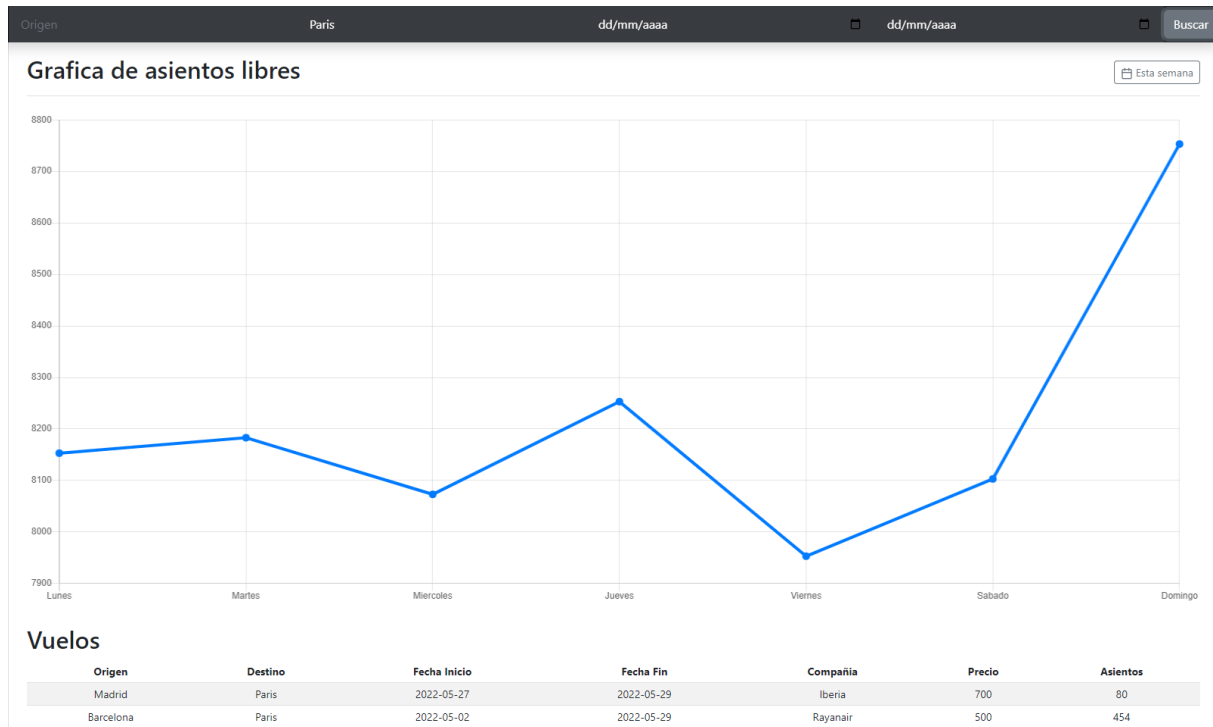 Origen Paris dd/mm/aaaa dd/mm/aaaa Buscar
Grafica de asientos libres
Esta semana
8800
8700
8600
8500
8400
8300
8200
8100
8000
7900
Lunes Martes Miercoles Jueves Viernes Sabado Domingo
Vuelos
Origen Destino Fecha Inicio Fecha Fin Compañia Precio Asientos
Madrid Paris 2022-05-27 2022-05-29 Iberia 700 80
Barcelona Paris 2022-05-02 2022-05-29 Rayanair 500 454